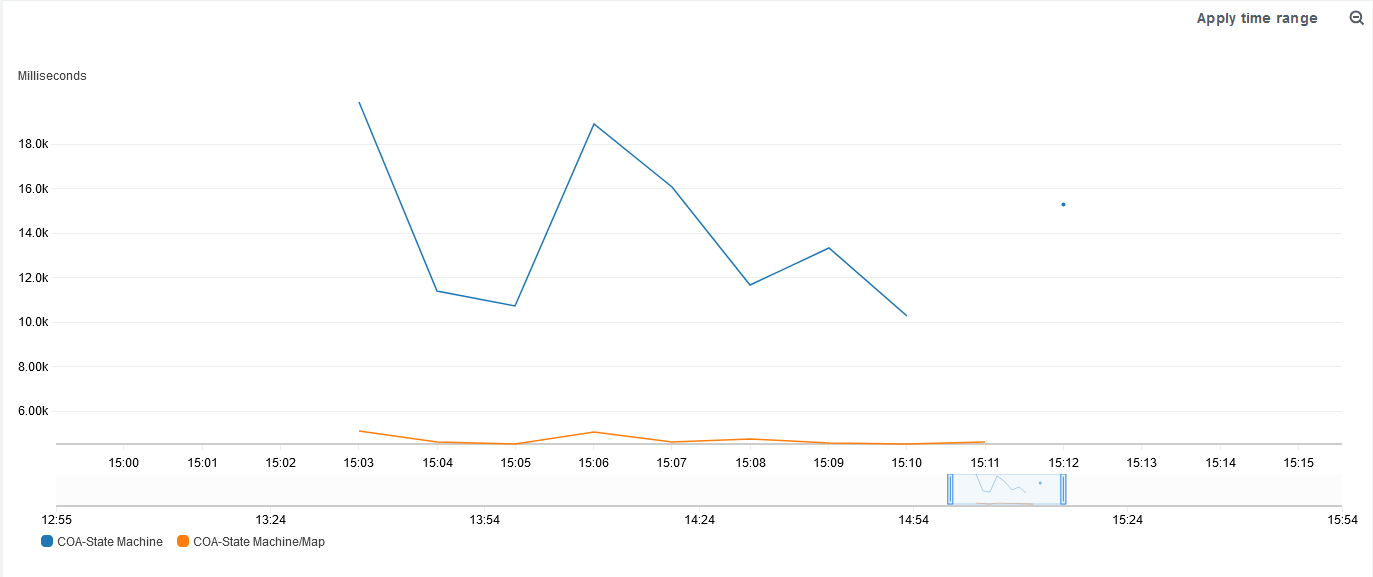 Apply time range
Milliseconds
18.0k
16.0k
14.0k
12.0k
10.0k
8.00k
6.00k
15:00 15:01 15:02 15:03 15:04 15:05 15:06 15:07 15:08 15:09 15:10 15:11 15:12 15:13 15:14 15:15
12:55 13:24 13:54 14:24 14:54 15:24 15:54
COA-State Machine COA-State Machine/Map